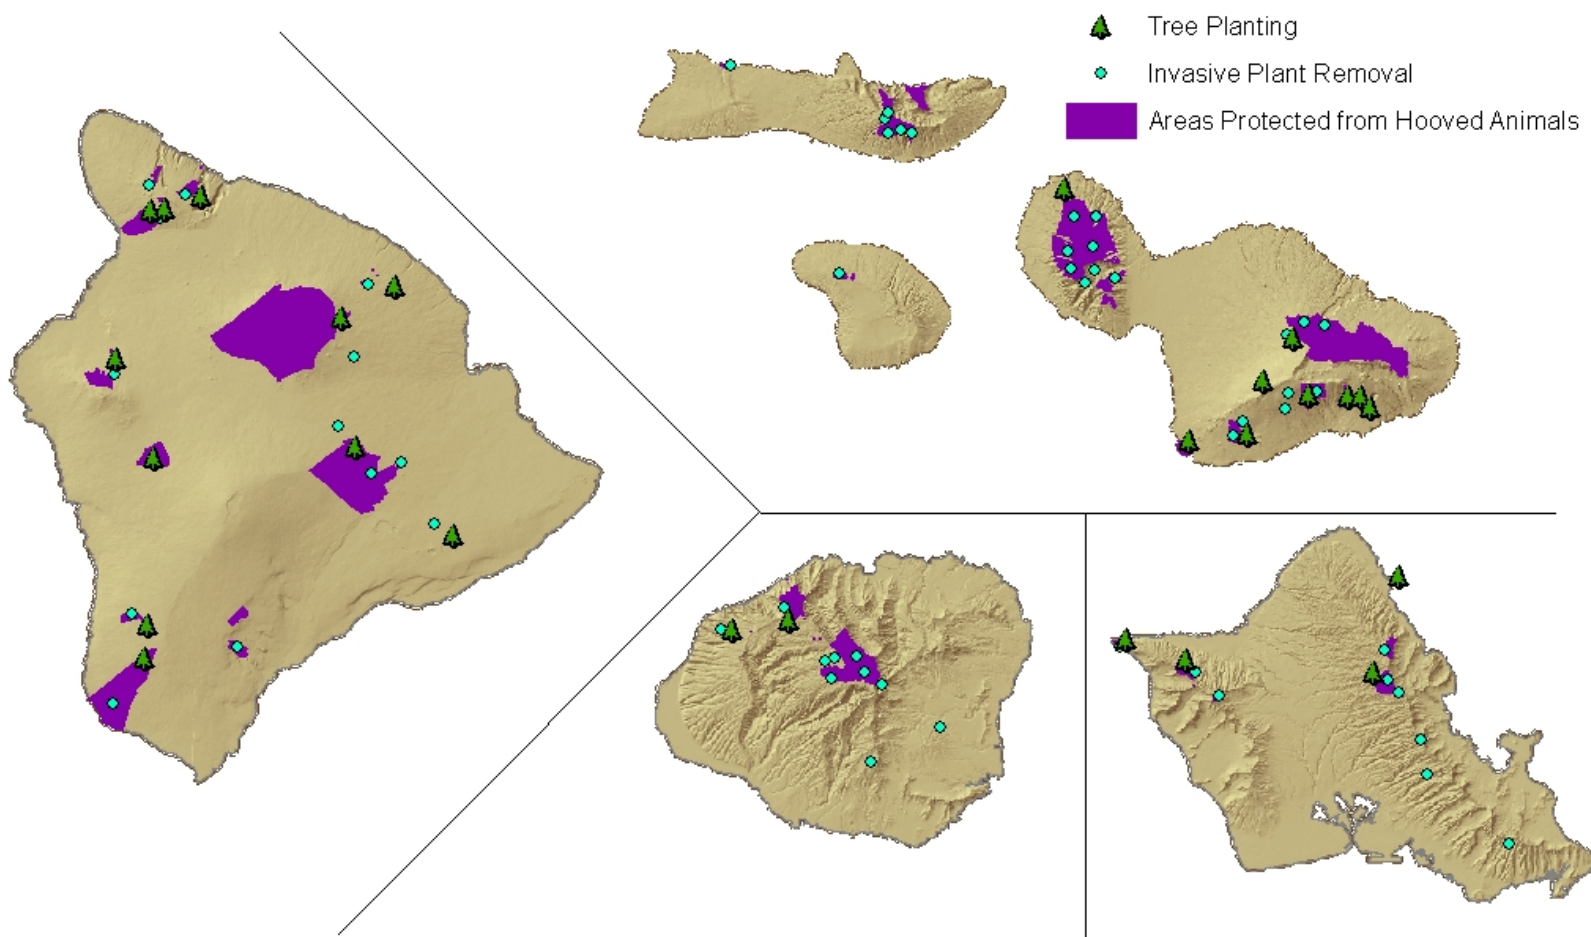 Tree Planting
Invasive Plant Removal
Areas Protected from Hooved Animals